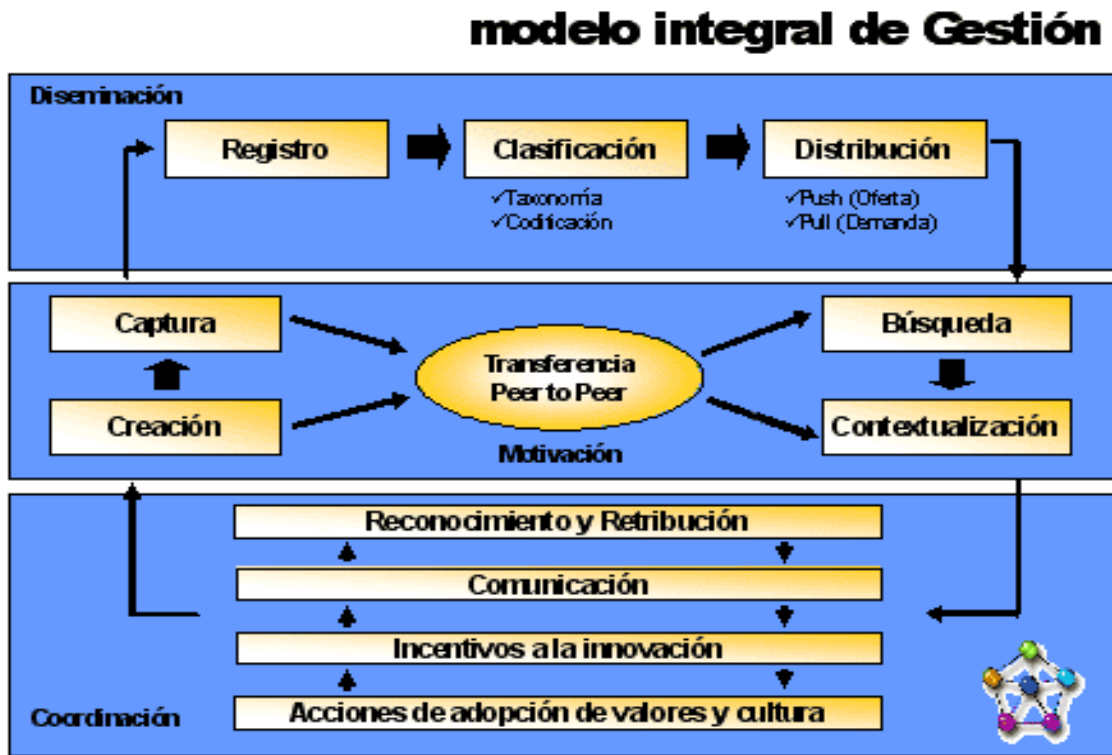 modelo integral de Gestión
Diseminación
Registro
Clasificación
Distribución
✓Taxonomía
✓Codificación
✓Push (Oferta)
✓Pull (Demanda)
Captura
Búsqueda
Transferencia
Peer to Peer
Creación
Contextualización
Motivación
Reconocimiento y Retribución
Comunicación
Incentivos a la innovación
Acciones de adopción de valores y cultura
Coordinación